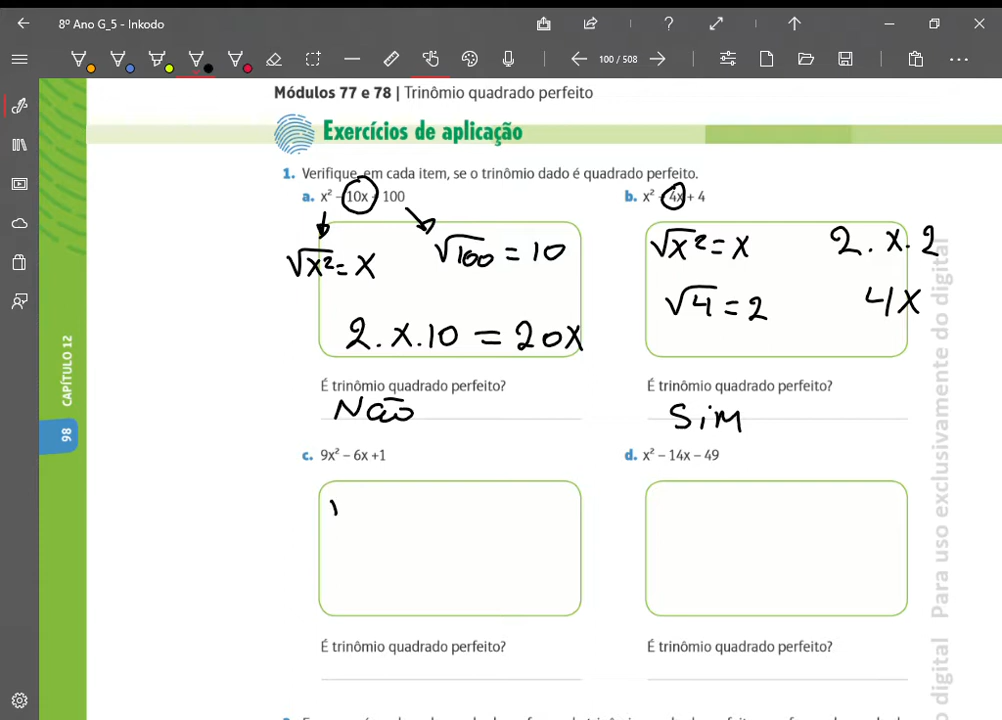 8º Ano G_5 - Inkodo
100 / 508
Módulos 77 e 78 | Trinômio quadrado perfeito
Exercícios de aplicação
1. Verifique, em cada item, se o trinômio dado é quadrado perfeito.
a. x² – 10x + 100
√x² = x
√100 = 10
2 . x . 10 = 20x
É trinômio quadrado perfeito?
Não
b. x² – 4x + 4
√x² = x
2 . x . 2
√4 = 2
4x
É trinômio quadrado perfeito?
Sim
c. 9x² – 6x +1
É trinômio quadrado perfeito?
d. x² – 14x – 49
É trinômio quadrado perfeito?
CAPÍTULO 12
98
Para uso exclusivamente do digital
o digital